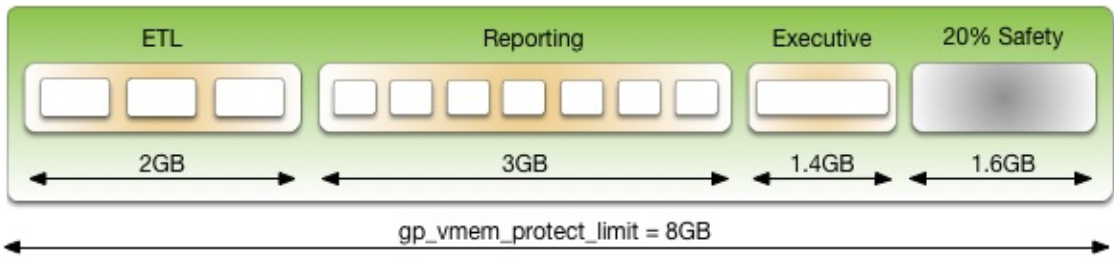 ETL Reporting Executive 20% Safety
2GB 3GB 1.4GB 1.6GB
gp_vmem_protect_limit = 8GB